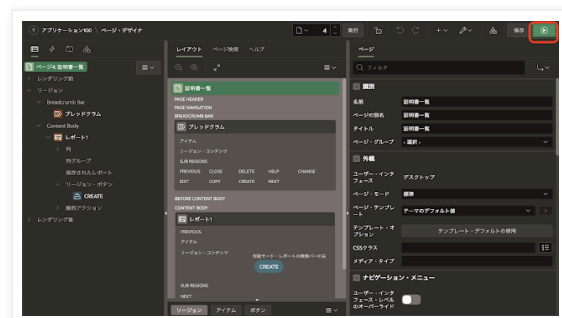 アプリケーション100 \ ページ・デザイナ
4
実行
保存
レイアウト ページ検索 ヘルプ
ページ
ページ4: 証明書一覧
フィルタ
レンダリング前
リージョン
Breadcrumb Bar
ブレッドクラム
Content Body
レポート1
列
列グループ
保存されたレポート
リージョン・ボタン
CREATE
動的アクション
レンダリング後
証明書一覧
PAGE HEADER
PAGE NAVIGATION
BREADCRUMB BAR
ブレッドクラム
アイテム
リージョン・コンテンツ
SUB REGIONS
PREVIOUS CLOSE DELETE HELP CHANGE
EDIT COPY CREATE NEXT
BEFORE CONTENT BODY
CONTENT BODY
レポート1
PREVIOUS
アイテム
リージョン・コンテンツ
対話モード・レポートの検索バーの右
CREATE
SUB REGIONS
NEXT
リージョン アイテム ボタン
識別
名前 証明書一覧
ページの別名 証明書一覧
タイトル 証明書一覧
ページ・グループ - 選択 -
外観
ユーザー・インタフェース デスクトップ
ページ・モード 標準
ページ・テンプレート テーマのデフォルト値
テンプレート・オプション テンプレート・デフォルトの使用
CSSクラス
メディア・タイプ
ナビゲーション・メニュー
ユーザー・インタ
フェース・レベル
のオーバーライド